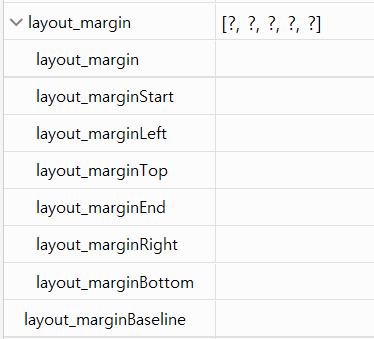 layout_margin [?, ?, ?, ?, ?]
layout_margin
layout_marginStart
layout_marginLeft
layout_marginTop
layout_marginEnd
layout_marginRight
layout_marginBottom
layout_marginBaseline